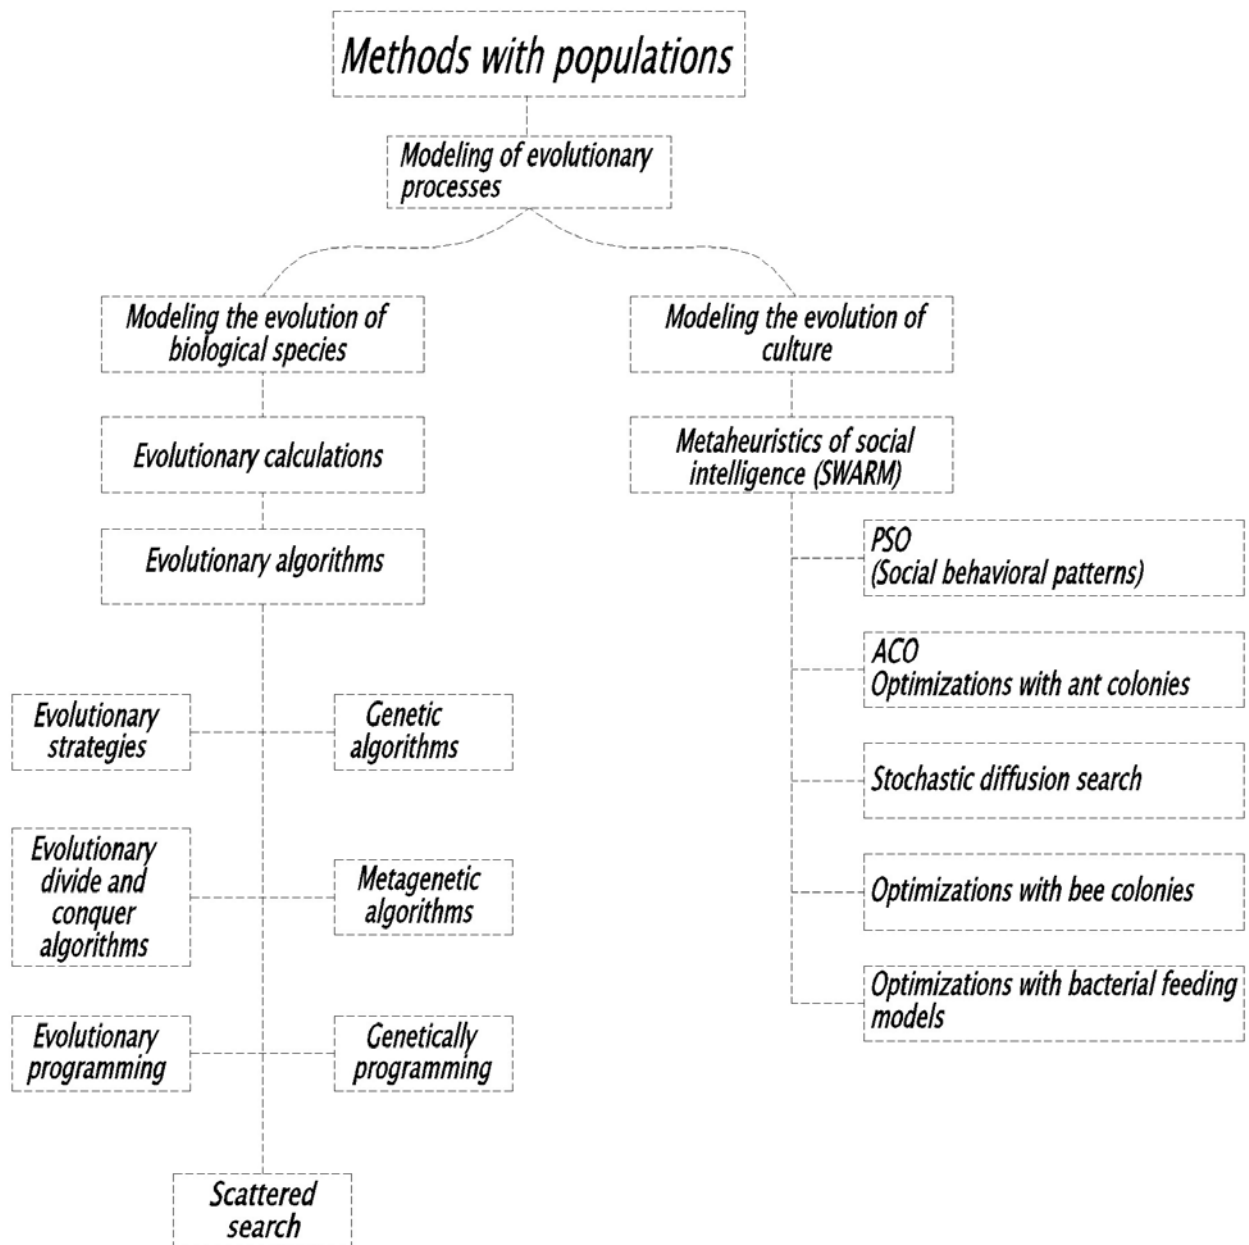 Methods with populations
Modeling of evolutionary
processes
Modeling the evolution of
biological species
Modeling the evolution of
culture
Evolutionary calculations
Metaheuristics of social
intelligence (SWARM)
Evolutionary algorithms
PSO
(Social behavioral patterns)
ACO
Optimizations with ant colonies
Stochastic diffusion search
Optimizations with bee colonies
Optimizations with bacterial feeding
models
Evolutionary
strategies
Genetic
algorithms
Evolutionary
divide and
conquer
algorithms
Metagenetic
algorithms
Evolutionary
programming
Genetically
programming
Scattered
search